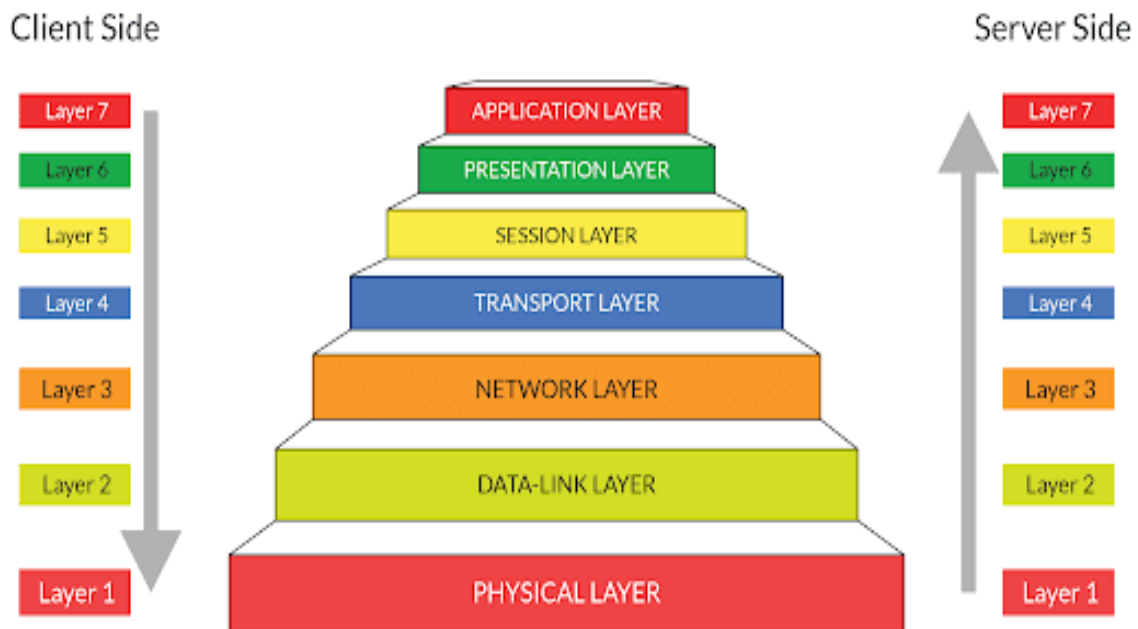 Client Side
Server Side
Layer 7
APPLICATION LAYER
Layer 7
Layer 6
PRESENTATION LAYER
Layer 6
Layer 5
SESSION LAYER
Layer 5
Layer 4
TRANSPORT LAYER
Layer 4
Layer 3
NETWORK LAYER
Layer 3
Layer 2
DATA-LINK LAYER
Layer 2
Layer 1
PHYSICAL LAYER
Layer 1